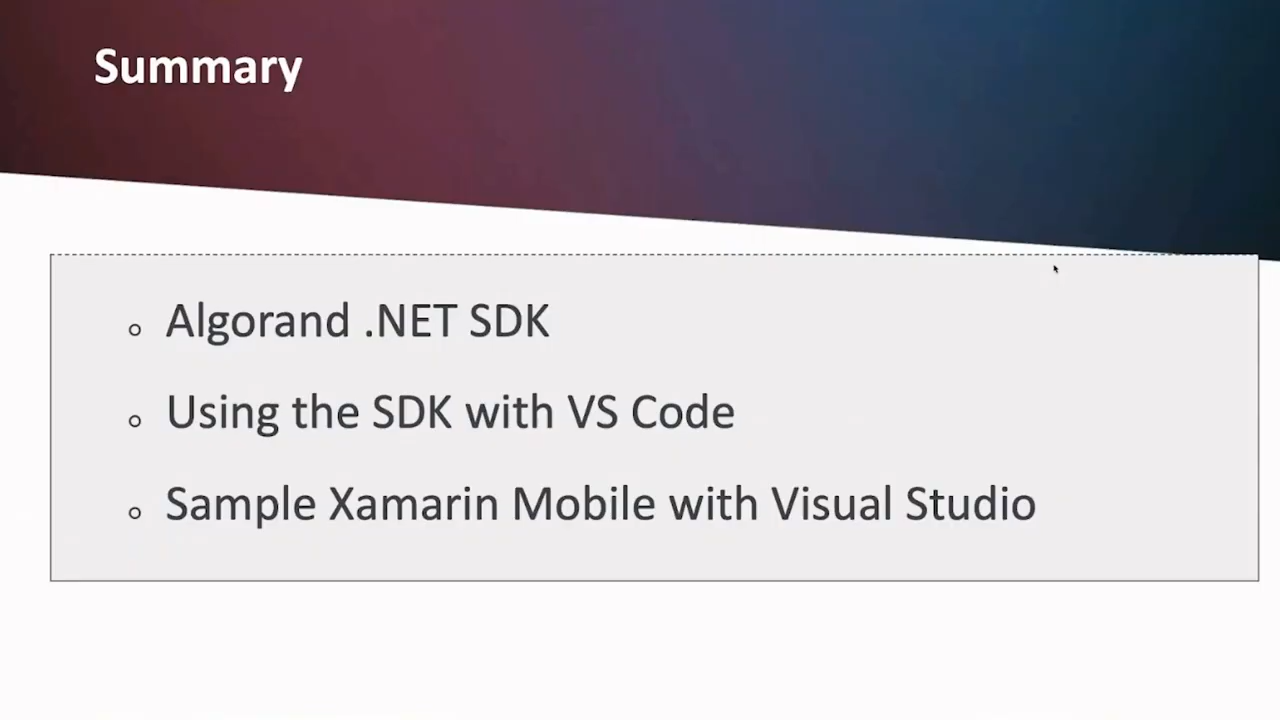 Summary
Algorand .NET SDK
Using the SDK with VS Code
Sample Xamarin Mobile with Visual Studio